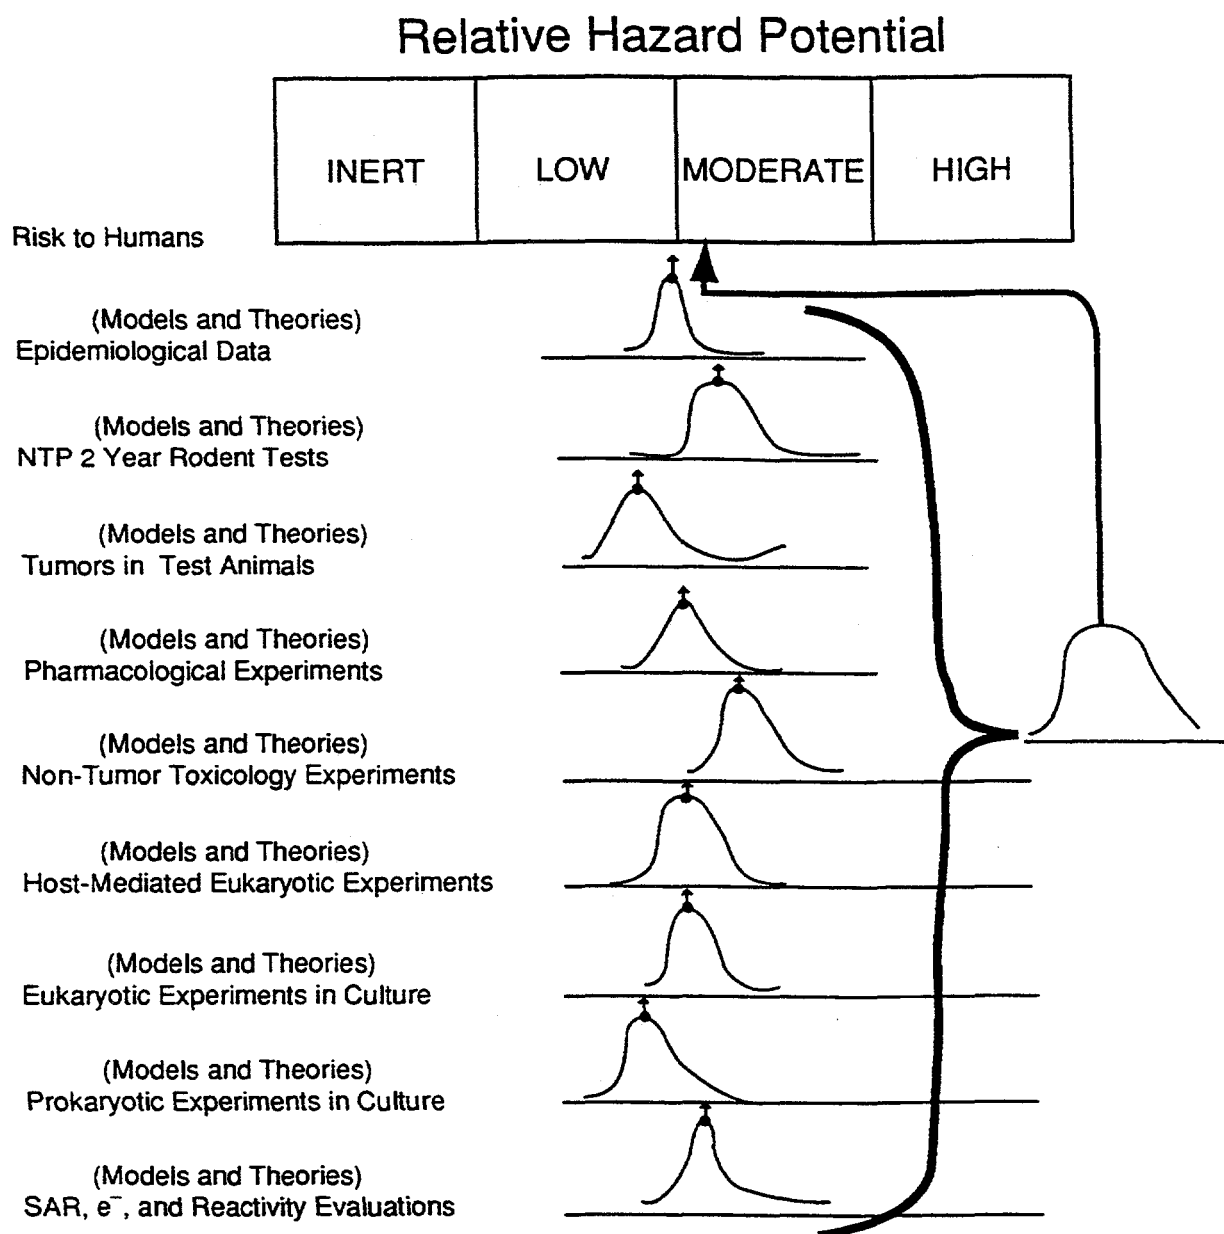 Relative Hazard Potential
INERT LOW MODERATE HIGH
Risk to Humans
(Models and Theories)
Epidemiological Data
(Models and Theories)
NTP 2 Year Rodent Tests
(Models and Theories)
Tumors in Test Animals
(Models and Theories)
Pharmacological Experiments
(Models and Theories)
Non-Tumor Toxicology Experiments
(Models and Theories)
Host-Mediated Eukaryotic Experiments
(Models and Theories)
Eukaryotic Experiments in Culture
(Models and Theories)
Prokaryotic Experiments in Culture
(Models and Theories)
SAR, e⁻, and Reactivity Evaluations